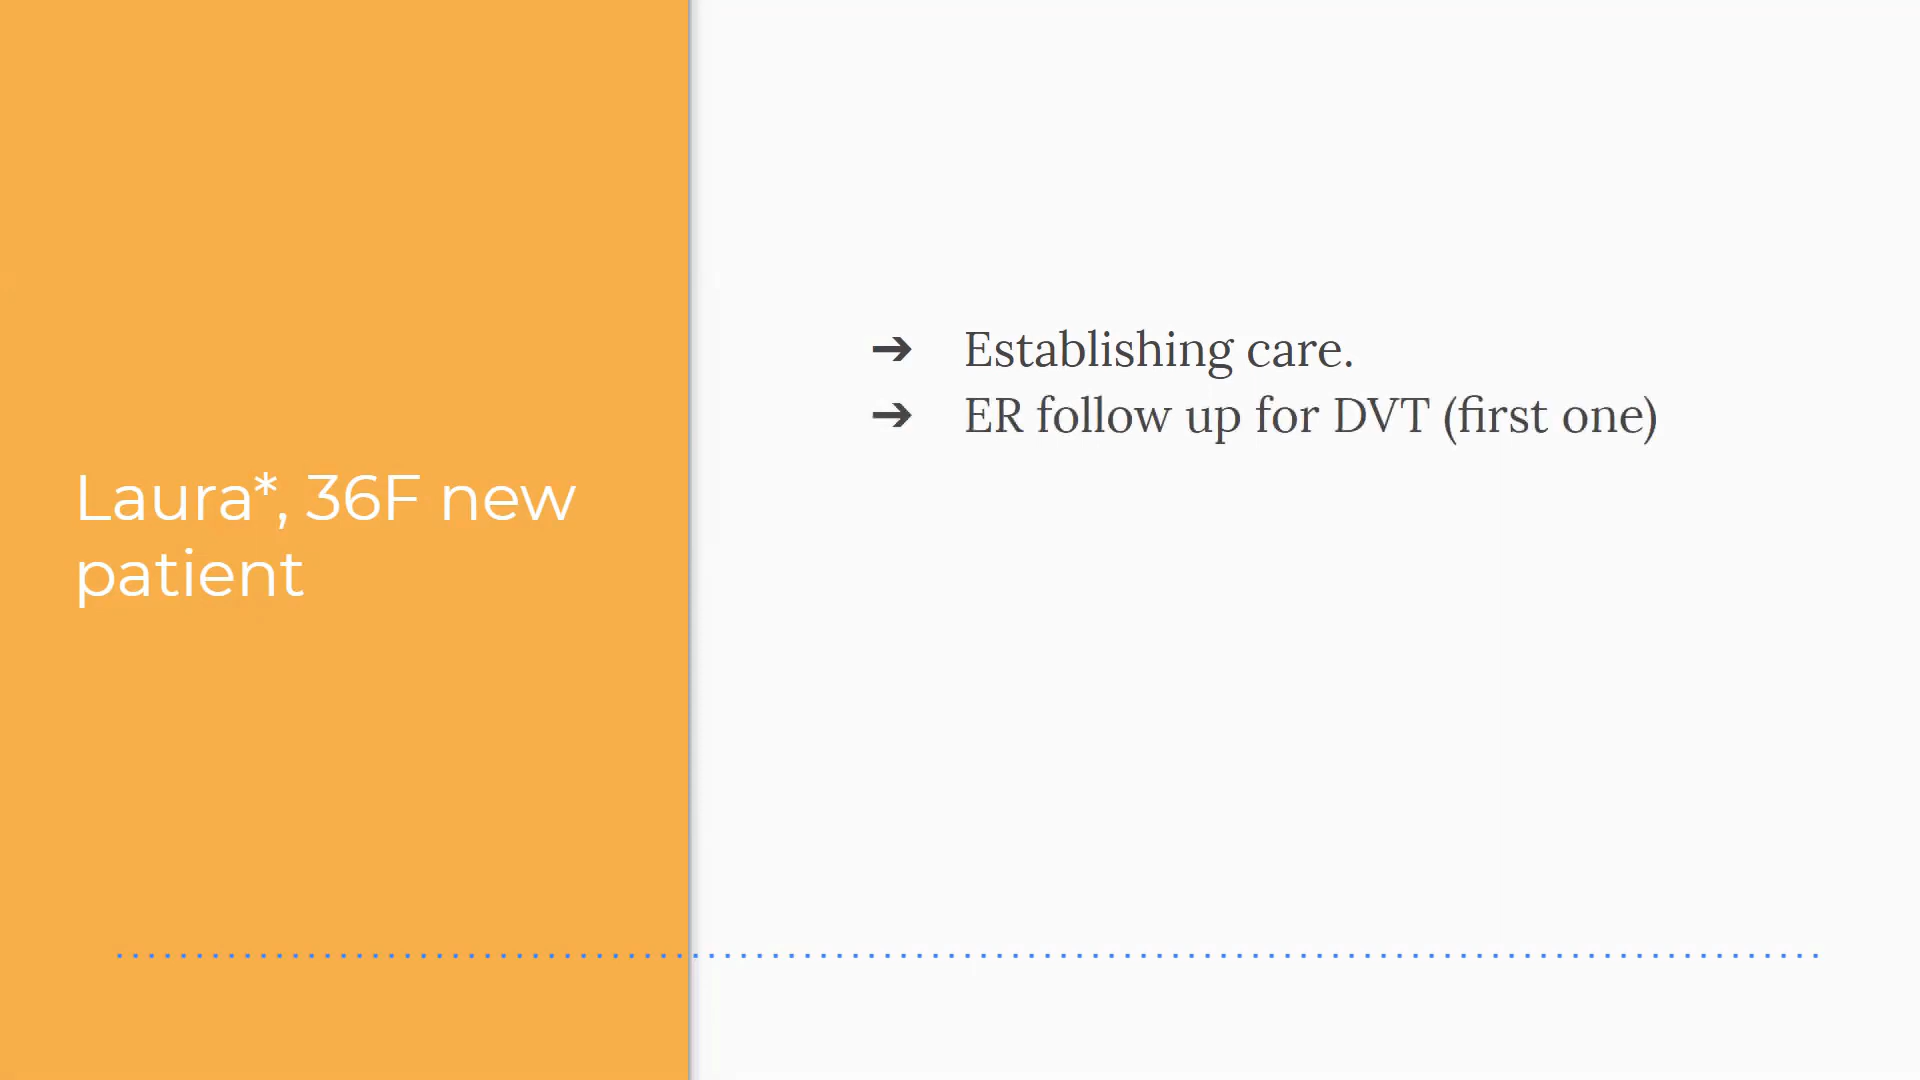 Laura*, 36F new
patient
➔ Establishing care.
➔ ER follow up for DVT (first one)